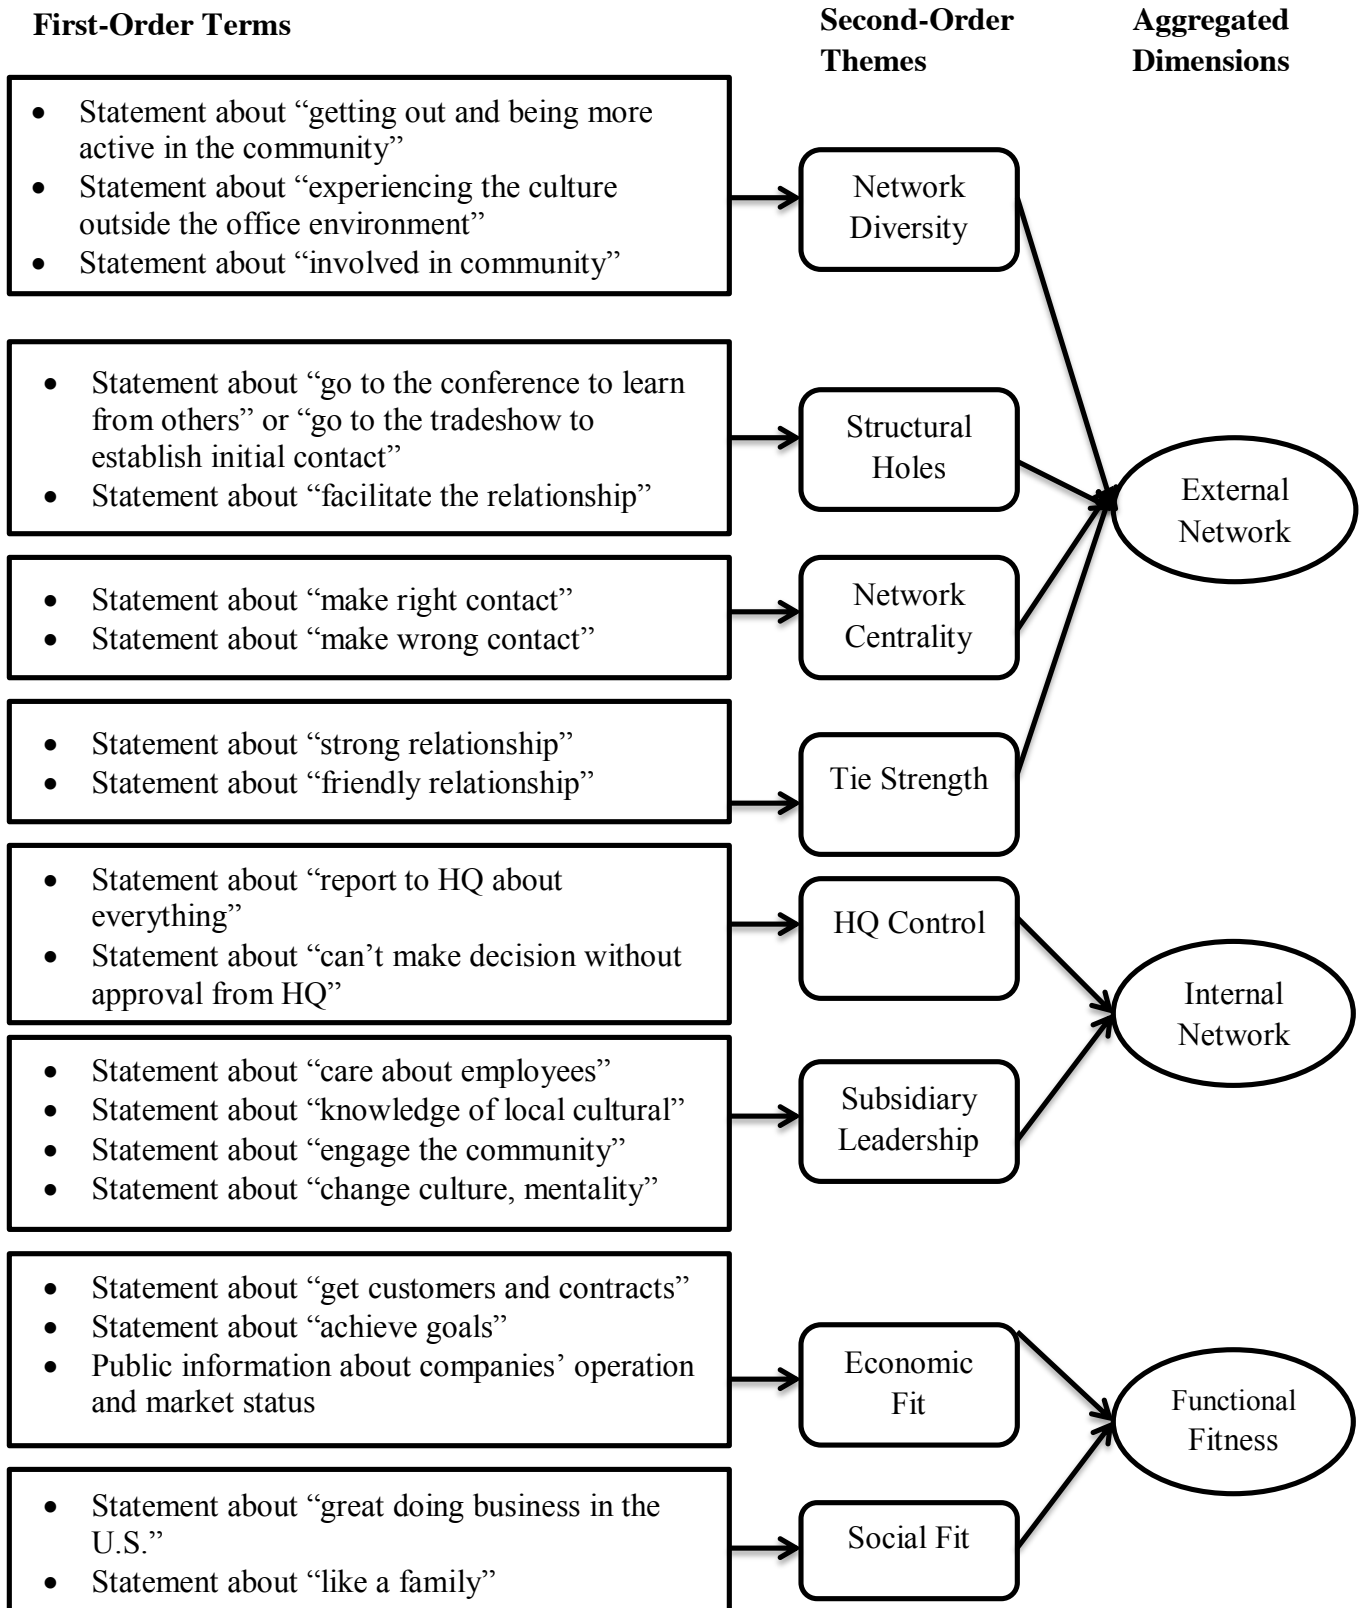 First-Order Terms
Second-Order
Themes
Aggregated
Dimensions
• Statement about “getting out and being more
active in the community”
• Statement about “experiencing the culture
outside the office environment”
• Statement about “involved in community”
Network
Diversity
• Statement about “go to the conference to learn
from others” or “go to the tradeshow to
establish initial contact”
• Statement about “facilitate the relationship”
Structural
Holes
External
Network
• Statement about “make right contact”
• Statement about “make wrong contact”
Network
Centrality
• Statement about “strong relationship”
• Statement about “friendly relationship”
Tie Strength
• Statement about “report to HQ about
everything”
• Statement about “can’t make decision without
approval from HQ”
HQ Control
Internal
Network
• Statement about “care about employees”
• Statement about “knowledge of local cultural”
• Statement about “engage the community”
• Statement about “change culture, mentality”
Subsidiary
Leadership
• Statement about “get customers and contracts”
• Statement about “achieve goals”
• Public information about companies’ operation
and market status
Economic
Fit
Functional
Fitness
• Statement about “great doing business in the
U.S.”
• Statement about “like a family”
Social Fit